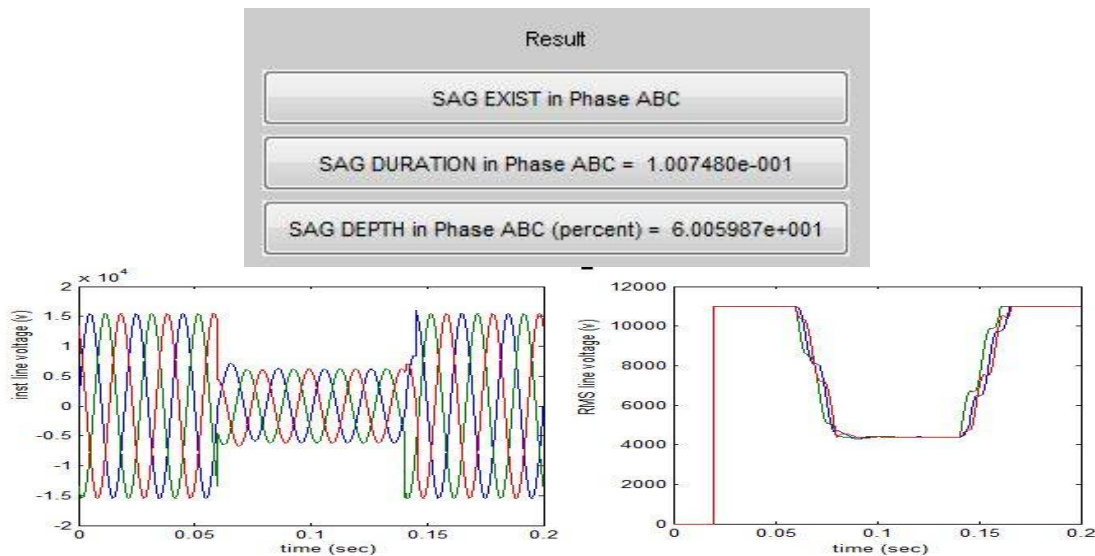 Result
SAG EXIST in Phase ABC
SAG DURATION in Phase ABC = 1.007480e-001
SAG DEPTH in Phase ABC (percent) = 6.005987e+001
x 10^4
2
1.5
1
0.5
0
-0.5
-1
-1.5
-2
inst line voltage (v)
0 0.05 0.1 0.15 0.2
time (sec)
12000
10000
8000
6000
4000
2000
0
RMS line voltage (v)
0 0.05 0.1 0.15 0.2
time (sec)